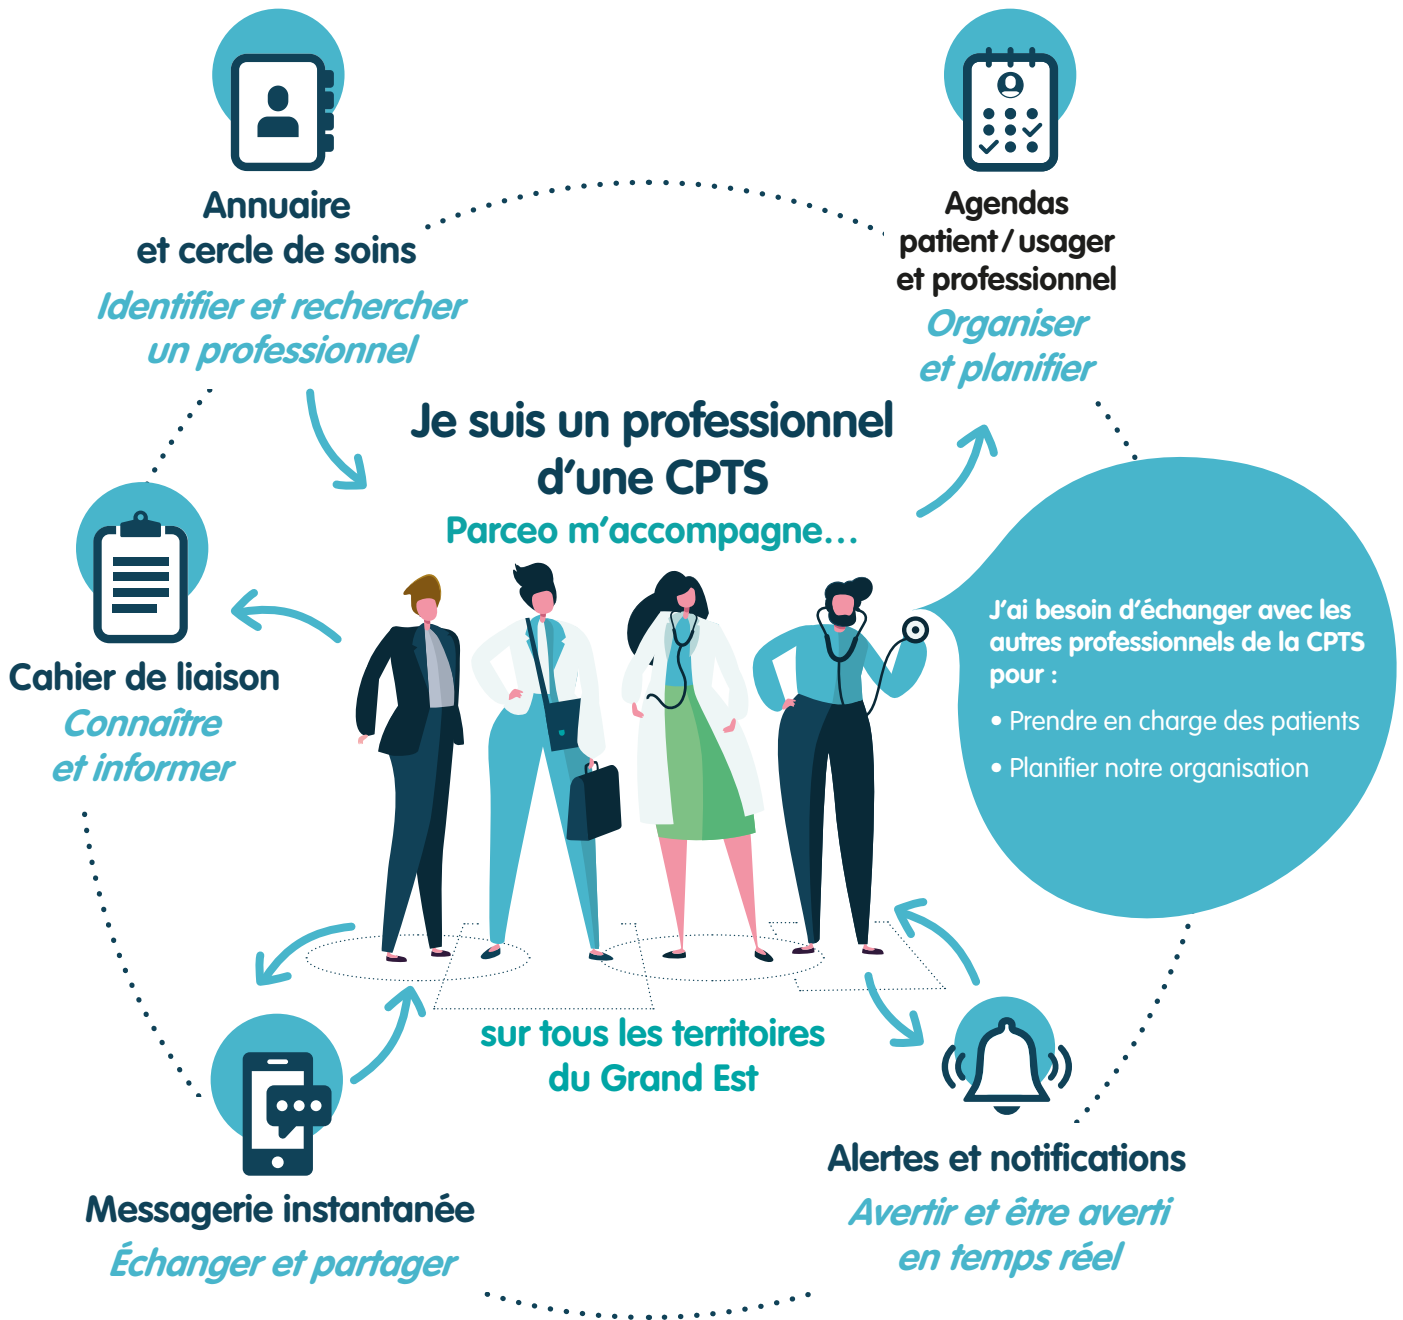 Annuaire
et cercle de soins
Identifier et rechercher
un professionnel
Agendas
patient / usager
et professionnel
Organiser
et planifier
Je suis un professionnel
d’une CPTS
Parceo m’accompagne…
J’ai besoin d’échanger avec les
autres professionnels de la CPTS
pour :
• Prendre en charge des patients
• Planifier notre organisation
Cahier de liaison
Connaître
et informer
sur tous les territoires
du Grand Est
Messagerie instantanée
Échanger et partager
Alertes et notifications
Avertir et être averti
en temps réel